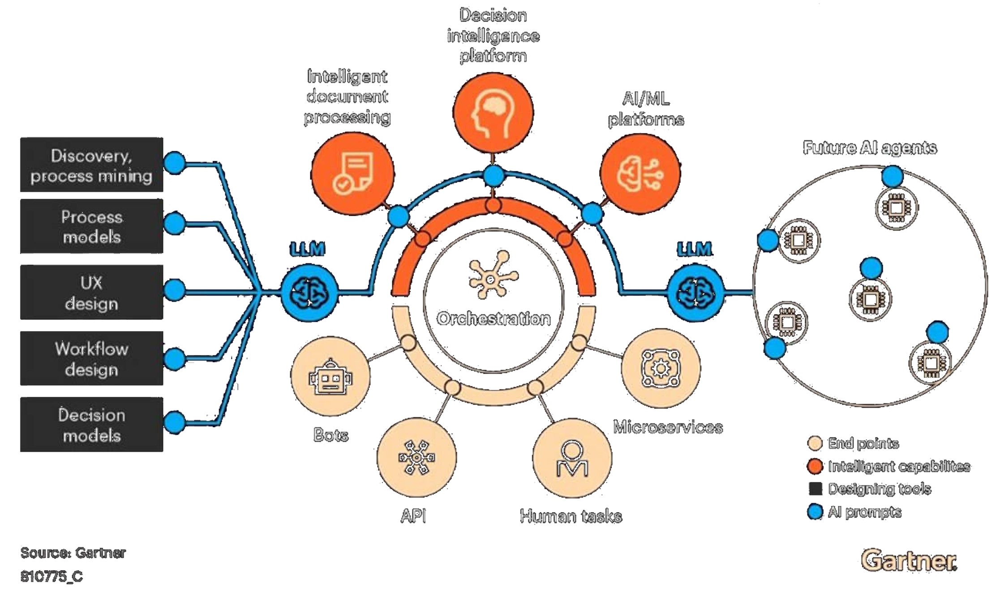 Decision
intelligence
platform
Intelligent
document
processing
AI/ML
platforms
Discovery,
process mining
Process
models
UX
design
Workflow
design
Decision
models
LLM
Orchestration
LLM
Future AI agents
Bots
API
Human tasks
Microservices
End points
Intelligent capabilites
Designing tools
AI prompts
Source: Gartner
810775_C
Gartner.